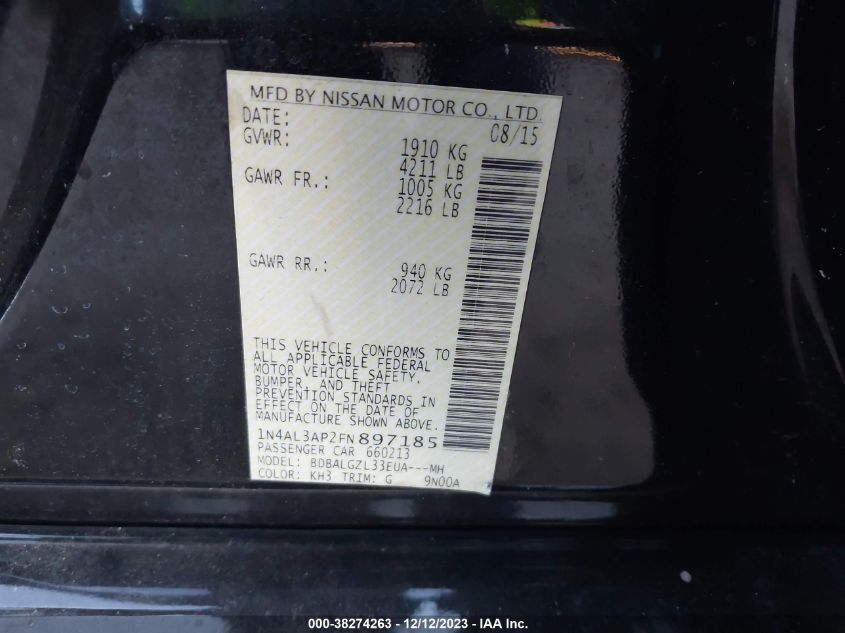 MFD BY NISSAN MOTOR CO., LTD.
DATE: 08/15
GVWR: 1910 KG
4211 LB
GAWR FR.: 1005 KG
2216 LB
GAWR RR.: 940 KG
2072 LB
THIS VEHICLE CONFORMS TO
ALL APPLICABLE FEDERAL
MOTOR VEHICLE SAFETY,
BUMPER, AND THEFT
PREVENTION STANDARDS IN
EFFECT ON THE DATE OF
MANUFACTURE SHOWN ABOVE.
1N4AL3AP2FN897185
PASSENGER CAR 660213
MODEL: BDBALGZL33EUA---MH
COLOR: KH3 TRIM: G 9N00A
000-38274263 - 12/12/2023 - IAA Inc.